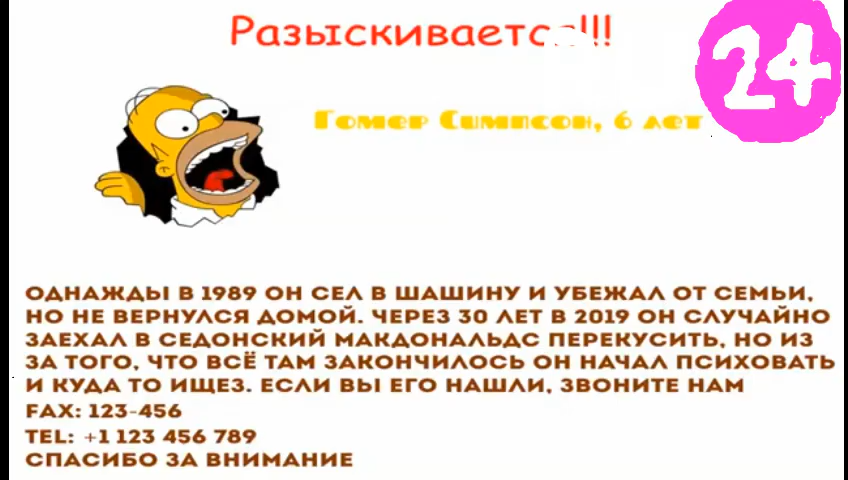 Разыскивается!!!
24
Гомер Симпсон, 6 лет
ОДНАЖДЫ В 1989 ОН СЕЛ В ШАШИНУ И УБЕЖАЛ ОТ СЕМЬИ,
НО НЕ ВЕРНУЛСЯ ДОМОЙ. ЧЕРЕЗ 30 ЛЕТ В 2019 ОН СЛУЧАЙНО
ЗАЕХАЛ В СЕДОНСКИЙ МАКДОНАЛЬДС ПЕРЕКУСИТЬ, НО ИЗ
ЗА ТОГО, ЧТО ВСЁ ТАМ ЗАКОНЧИЛОСЬ ОН НАЧАЛ ПСИХОВАТЬ
И КУДА ТО ИЩЕЗ. ЕСЛИ ВЫ ЕГО НАШЛИ, ЗВОНИТЕ НАМ
FAX: 123-456
TEL: +1 123 456 789
СПАСИБО ЗА ВНИМАНИЕ